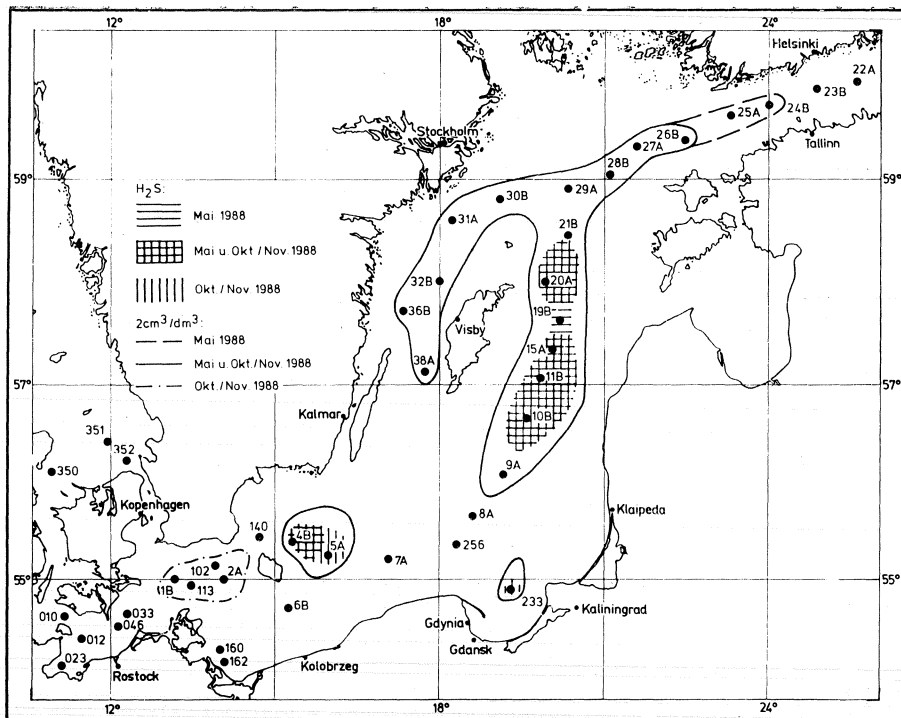 12° 18° 24°
Helsinki
22A
23B
24B
25A
Tallinn
26B
27A
Stockholm
28B
59° 59°
29A
30B
H₂S:
Mai 1988
31A
21B
Mai u. Okt./Nov. 1988
20A
32B
Okt./Nov. 1988
36B
19B
Visby
2cm³/dm³:
Mai 1988
15A
Mai u. Okt./Nov. 1988
38A
11B
57° 57°
Okt./Nov. 1988
Kalmar
10B
351
352
350
9A
Kopenhagen
8A
Klaipeda
140
4B
5A
256
7A
102
2A
55° 55°
1B
113
233
6B
Kaliningrad
010
033
046
Gdynia
012
Gdansk
160
023
162
Rostock
Kolobrzeg
12° 18° 24°